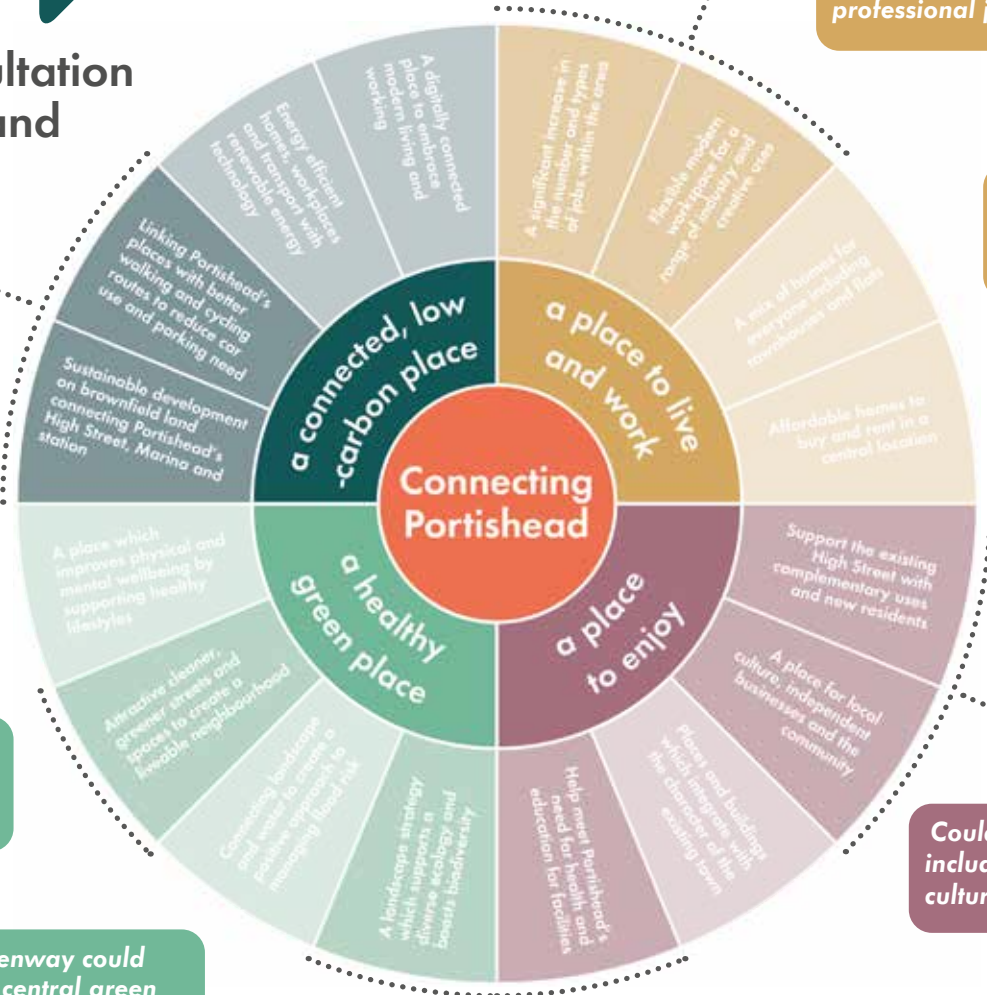 ultation
and
professional
Connecting
Portishead
a connected, low
-carbon place
a place to live
and work
a place
to enjoy
a healthy
green place
A significant increase in
the number and types
of jobs within the area
Flexible modern
workspace for a
range of industry and
creative uses
A mix of homes for
everyone including
townhouses and flats
Affordable homes to
buy and rent in a
central location
Support the existing
High Street with
complementary uses
and new residents
A place for local
culture, independent
businesses and the
community
Places and buildings
which integrate with
the character of the
existing town
Help meet Portishead's
need for health and
education for facilities
A landscape strategy
which supports a
diverse ecology and
boosts biodiversity
Connecting landscape
and water to create a
positive approach to
managing flood risk
Attractive cleaner,
greener streets and
spaces to create a
liveable neighbourhood
A place which
improves physical and
mental wellbeing by
supporting healthy
lifestyles
Sustainable development
on brownfield land
connecting Portishead's
High Street, Marina and
station
Linking Portishead's
places with better
walking and cycling
routes to reduce car
use and parking need
Energy efficient
homes, workplaces
and transport with
renewable energy
technology
A digitally connected
place to embrace
modern living and
working
Could
includ
cultur
enway could
central green